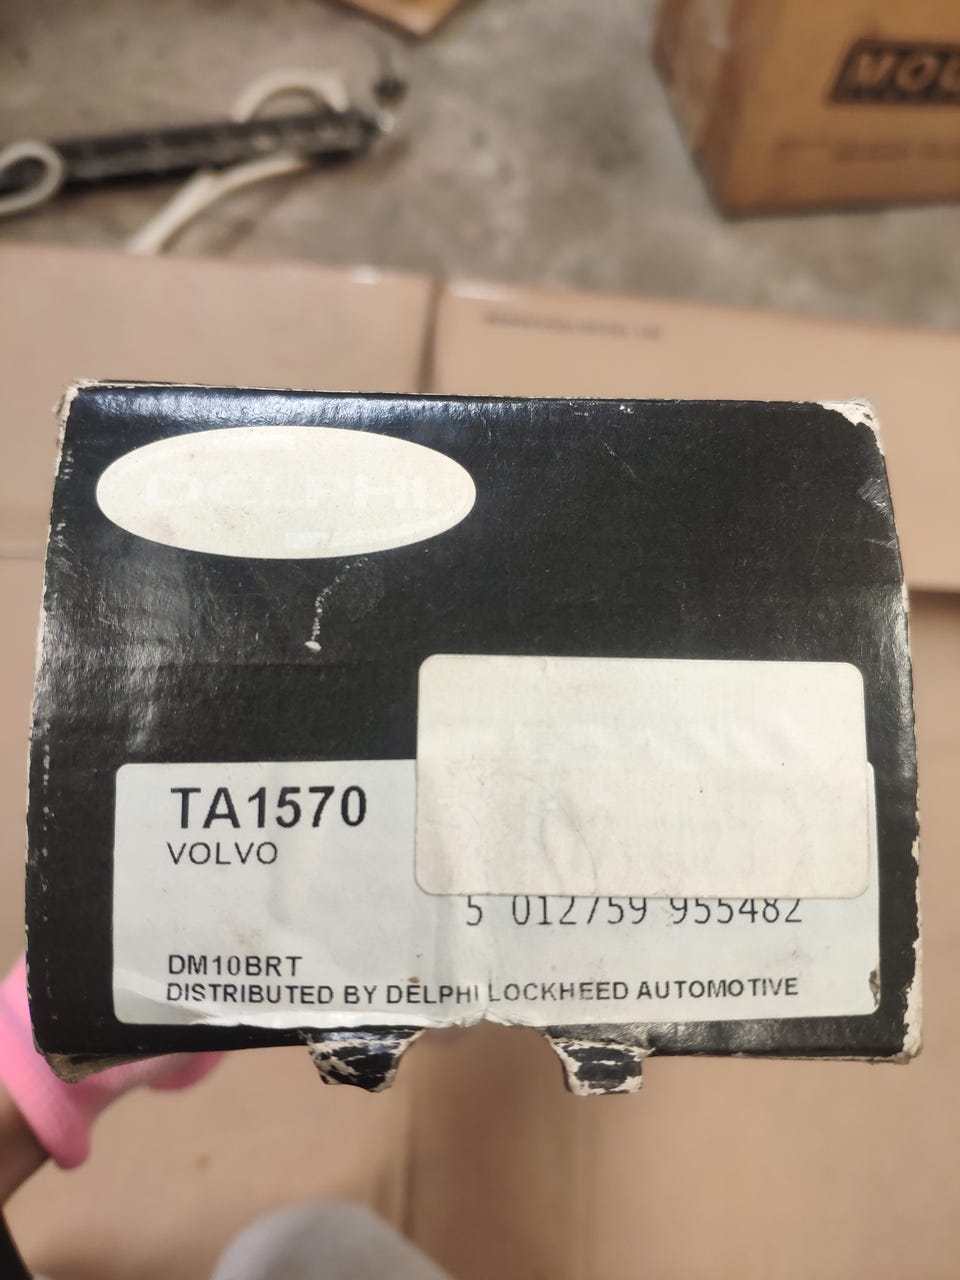 DELPHI
TA1570
VOLVO
5 012759 955482
DM10BRT
DISTRIBUTED BY DELPHI LOCKHEED AUTOMOTIVE